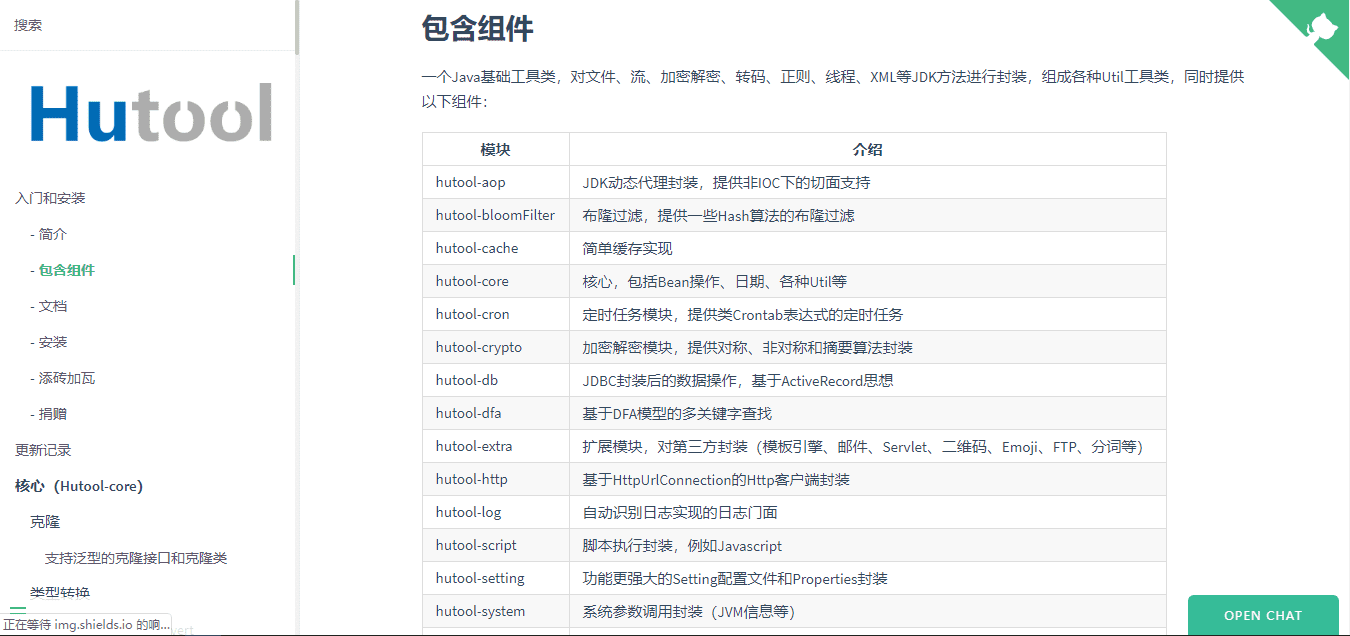 搜索
Hutool
入门和安装
- 简介
- 包含组件
- 文档
- 安装
- 添砖加瓦
- 捐赠
更新记录
核心（Hutool-core）
克隆
支持泛型的克隆接口和克隆类
类型转换
正在等待 img.shields.io 的响...
vert
包含组件
一个Java基础工具类，对文件、流、加密解密、转码、正则、线程、XML等JDK方法进行封装，组成各种Util工具类，同时提供
以下组件：
模块 介绍
hutool-aop JDK动态代理封装，提供非IOC下的切面支持
hutool-bloomFilter 布隆过滤，提供一些Hash算法的布隆过滤
hutool-cache 简单缓存实现
hutool-core 核心，包括Bean操作、日期、各种Util等
hutool-cron 定时任务模块，提供类Crontab表达式的定时任务
hutool-crypto 加密解密模块，提供对称、非对称和摘要算法封装
hutool-db JDBC封装后的数据操作，基于ActiveRecord思想
hutool-dfa 基于DFA模型的多关键字查找
hutool-extra 扩展模块，对第三方封装（模板引擎、邮件、Servlet、二维码、Emoji、FTP、分词等）
hutool-http 基于HttpUrlConnection的Http客户端封装
hutool-log 自动识别日志实现的日志门面
hutool-script 脚本执行封装，例如Javascript
hutool-setting 功能更强大的Setting配置文件和Properties封装
hutool-system 系统参数调用封装（JVM信息等）
OPEN CHAT